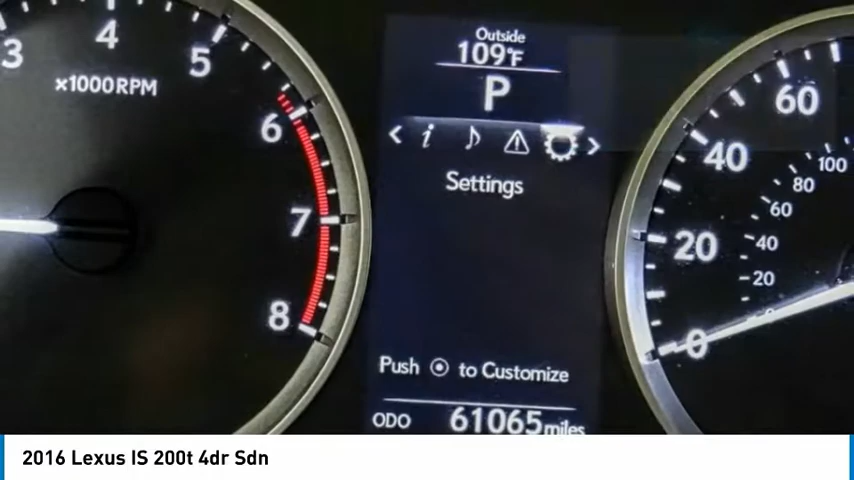 Outside
109°F
P
Settings
Push to Customize
ODO 61065 miles
3 4 5 6 7 8
x1000RPM
0 20 40 60
20 40 60 80 100
2016 Lexus IS 200t 4dr Sdn